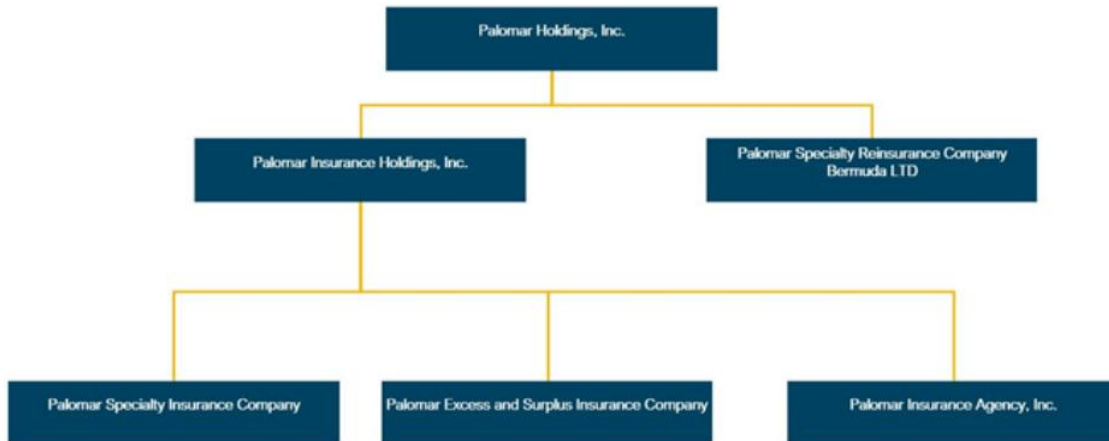 Palomar Holdings, Inc.
Palomar Insurance Holdings, Inc.
Palomar Specialty Reinsurance Company
Bermuda LTD
Palomar Specialty Insurance Company
Palomar Excess and Surplus Insurance Company
Palomar Insurance Agency, Inc.